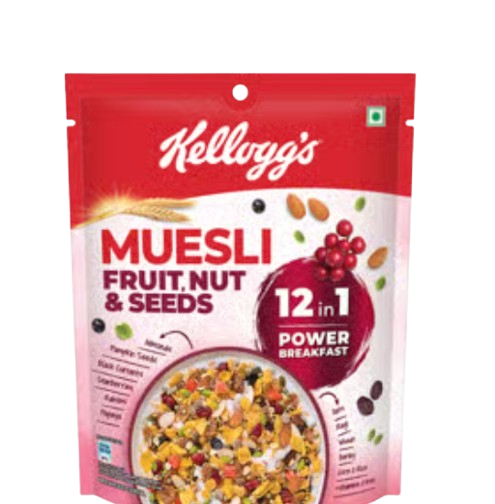 Kellogg's
MUESLI
FRUIT, NUT
& SEEDS
12 in 1
POWER
BREAKFAST
Almonds
Pumpkin Seeds
Black Currants
Cranberries
Raisins
Papaya
Wheat
Barley